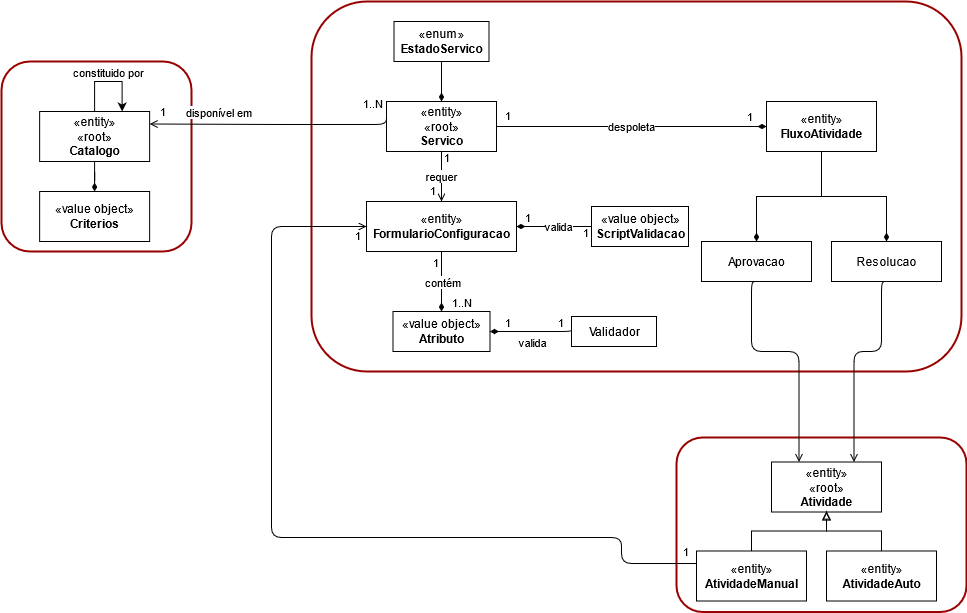 «enum»
EstadoServico
constituido por
«entity»
«root»
Catalogo
1
disponível em
1..N
«entity»
«root»
Servico
1
despoleta
1
«entity»
FluxoAtividade
«value object»
Criterios
1
requer
1
«entity»
FormularioConfiguracao
1
1
valida
1
«value object»
ScriptValidacao
1
contém
1..N
Aprovacao
Resolucao
«value object»
Atributo
1
valida
1
Validador
«entity»
«root»
Atividade
1
«entity»
AtividadeManual
«entity»
AtividadeAuto